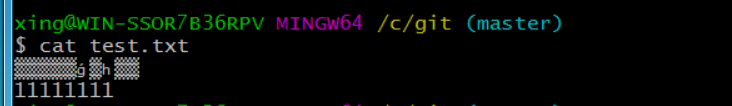 xing@WIN-SSOR7B36RPV MINGW64 /c/git (master)
$ cat test.txt
▒▒▒▒▒▒ģ▒h▒▒
11111111